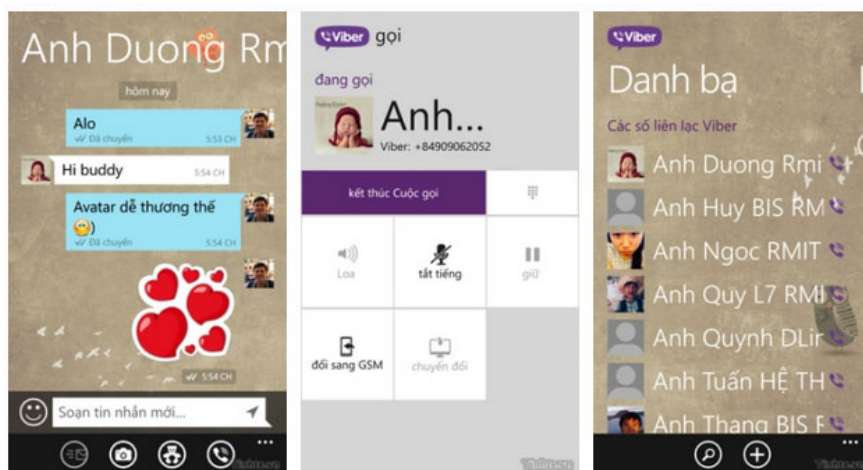 Anh Duong Rm
hôm nay
Alo
Đã chuyển
5:53 CH
Hi buddy
5:54 CH
Avatar dễ thương thế
)
Đã chuyển
5:54 CH
5:54 CH
Soạn tin nhắn mới...
Viber gọi
đang gọi
Anh...
Viber: +84909062052
kết thúc Cuộc gọi
Loa
tắt tiếng
giữ
đổi sang GSM
chuyển đổi
Viber
Danh bạ
Các số liên lạc Viber
Anh Duong Rmi
Anh Huy BIS RM
Anh Ngoc RMIT
Anh Quy L7 RMI
Anh Quynh DLin
Anh Tuấn HỆ TH
Anh Thang BIS F